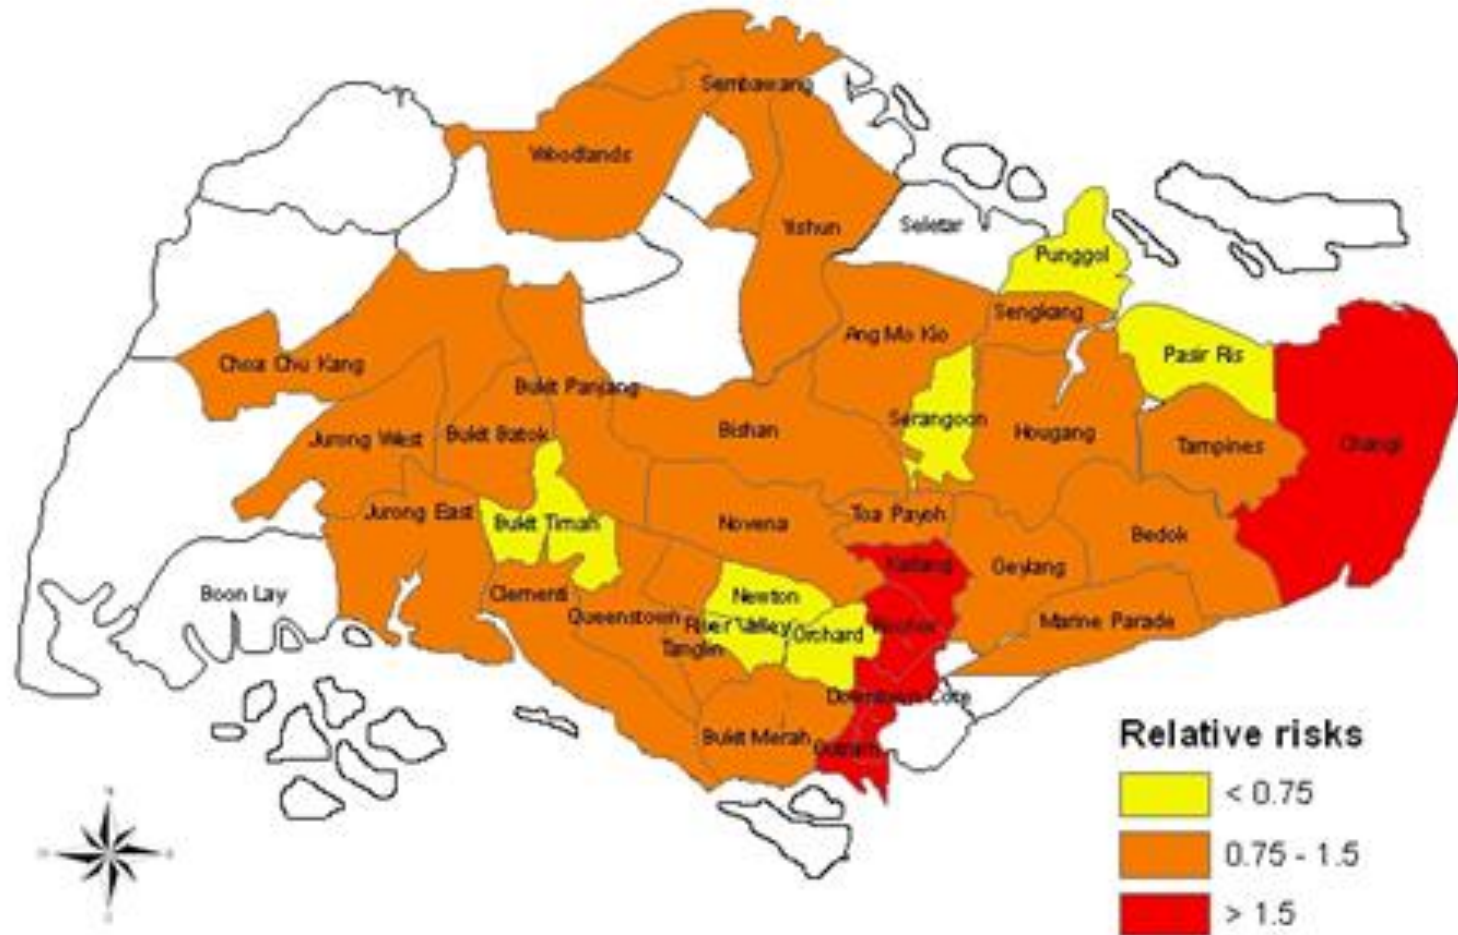 Sembawang
Woodlands
Yishun
Seletar
Punggol
Sengkang
Ang Mo Kio
Pasir Ris
Choa Chu Kang
Bukit Panjang
Serangoon
Jurong West
Bukit Batok
Bishan
Hougang
Tampines
Changi
Jurong East
Bukit Timah
Novena
Toa Payoh
Bedok
Kallang
Geylang
Boon Lay
Clementi
Newton
Queenstown
River Valley
Orchard
Rochor
Marine Parade
Tanglin
Downtown Core
Bukit Merah
Outram
Relative risks
< 0.75
0.75 - 1.5
> 1.5